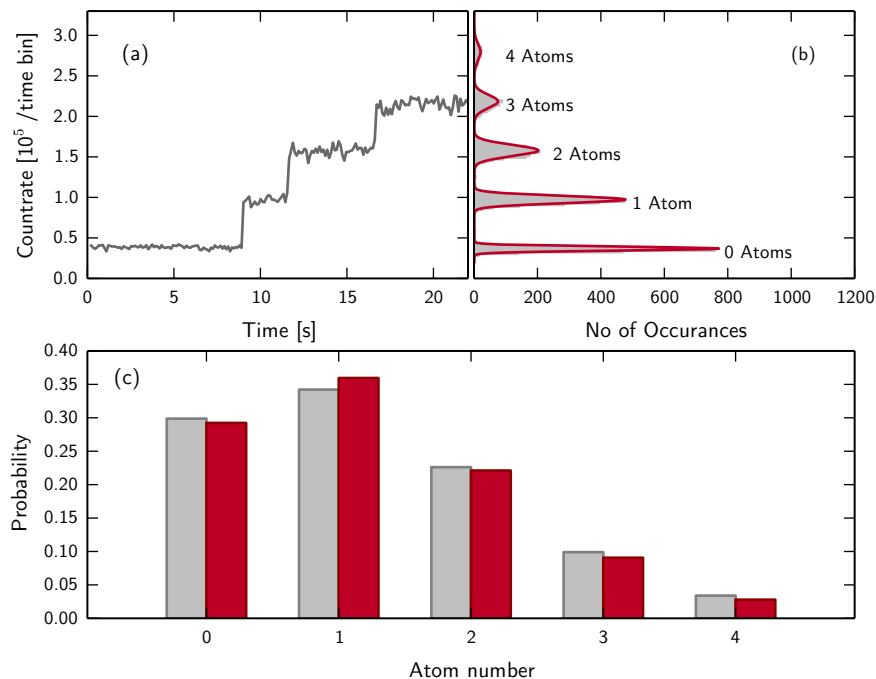 (a)
Countrate [10⁵ /time bin]
3.0
2.5
2.0
1.5
1.0
0.5
0.0
0
5
10
15
20
Time [s]
(b)
4 Atoms
3 Atoms
2 Atoms
1 Atom
0 Atoms
0
200
400
600
800
1000
1200
No of Occurances
(c)
Probability
0.40
0.35
0.30
0.25
0.20
0.15
0.10
0.05
0.00
0
1
2
3
4
Atom number